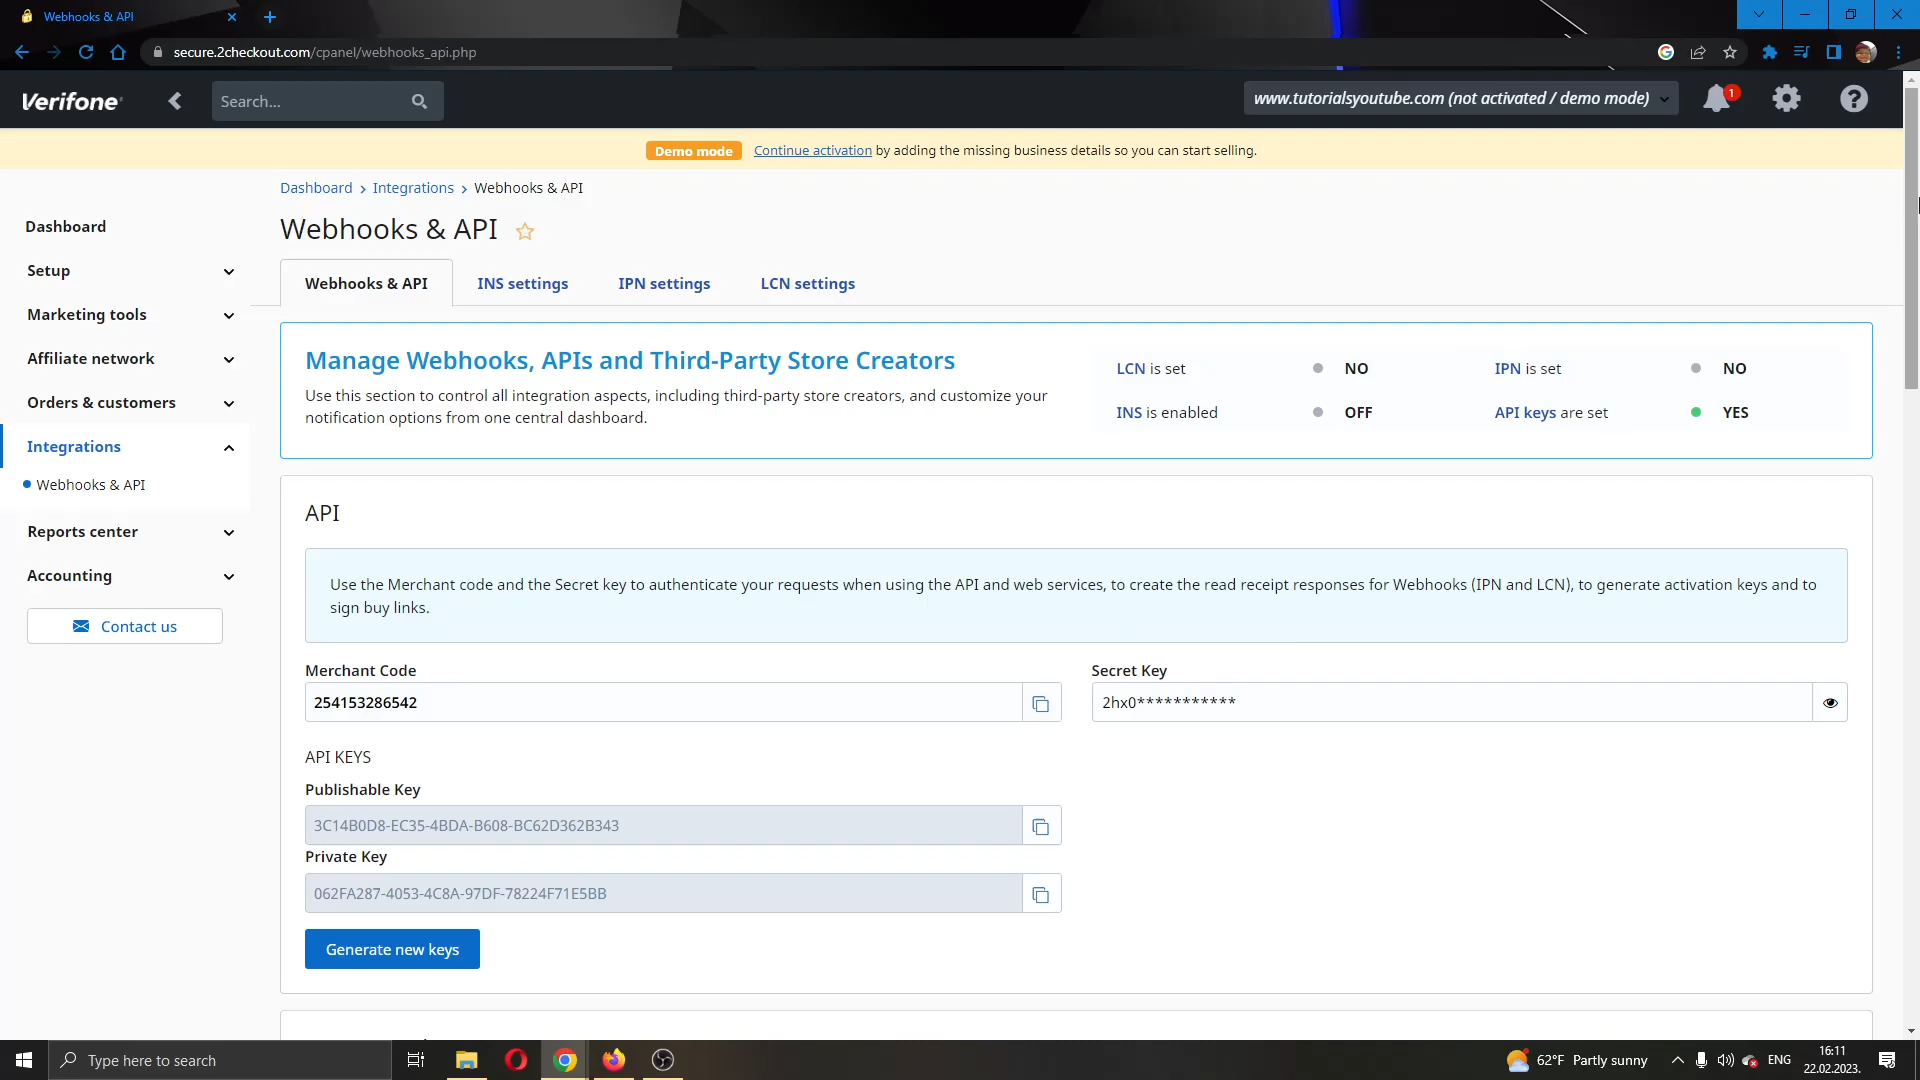 Webhooks & API
secure.2checkout.com/cpanel/webhooks_api.php
Verifone
Search...
www.tutorialsyoutube.com (not activated / demo mode)
1
Demo mode
Continue activation by adding the missing business details so you can start selling.
Dashboard
Setup
Marketing tools
Affiliate network
Orders & customers
Integrations
Webhooks & API
Reports center
Accounting
Contact us
Dashboard > Integrations > Webhooks & API
Webhooks & API
Webhooks & API
INS settings
IPN settings
LCN settings
Manage Webhooks, APIs and Third-Party Store Creators
Use this section to control all integration aspects, including third-party store creators, and customize your
notification options from one central dashboard.
LCN is set NO
IPN is set NO
INS is enabled OFF
API keys are set YES
API
Use the Merchant code and the Secret key to authenticate your requests when using the API and web services, to create the read receipt responses for Webhooks (IPN and LCN), to generate activation keys and to
sign buy links.
Merchant Code
254153286542
Secret Key
2hx0***********
API KEYS
Publishable Key
3C14B0D8-EC35-4BDA-B608-BC62D362B343
Private Key
062FA287-4053-4C8A-97DF-78224F71E5BB
Generate new keys
Type here to search
62°F Partly sunny
ENG
16:11
22.02.2023.